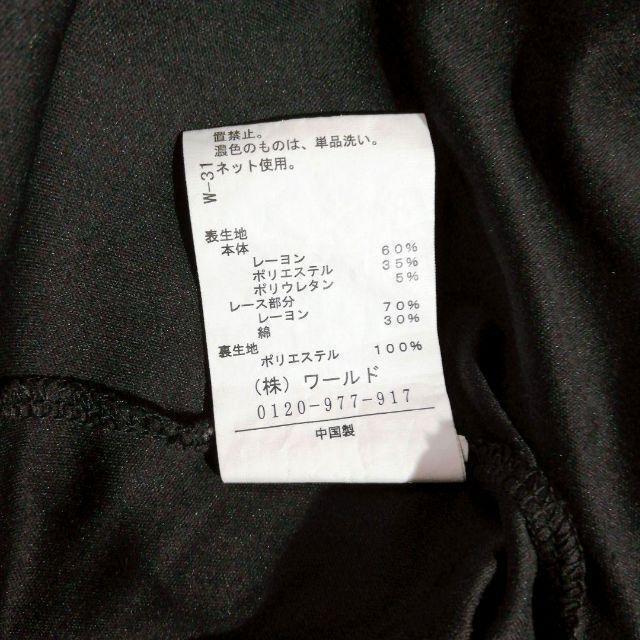 置禁止。
濃色のものは、単品洗い。
ネット使用。
W-31
表生地
本体
レーヨン 60%
ポリエステル 35%
ポリウレタン 5%
レース部分
レーヨン 70%
綿 30%
裏生地
ポリエステル 100%
(株) ワールド
0120-977-917
中国製